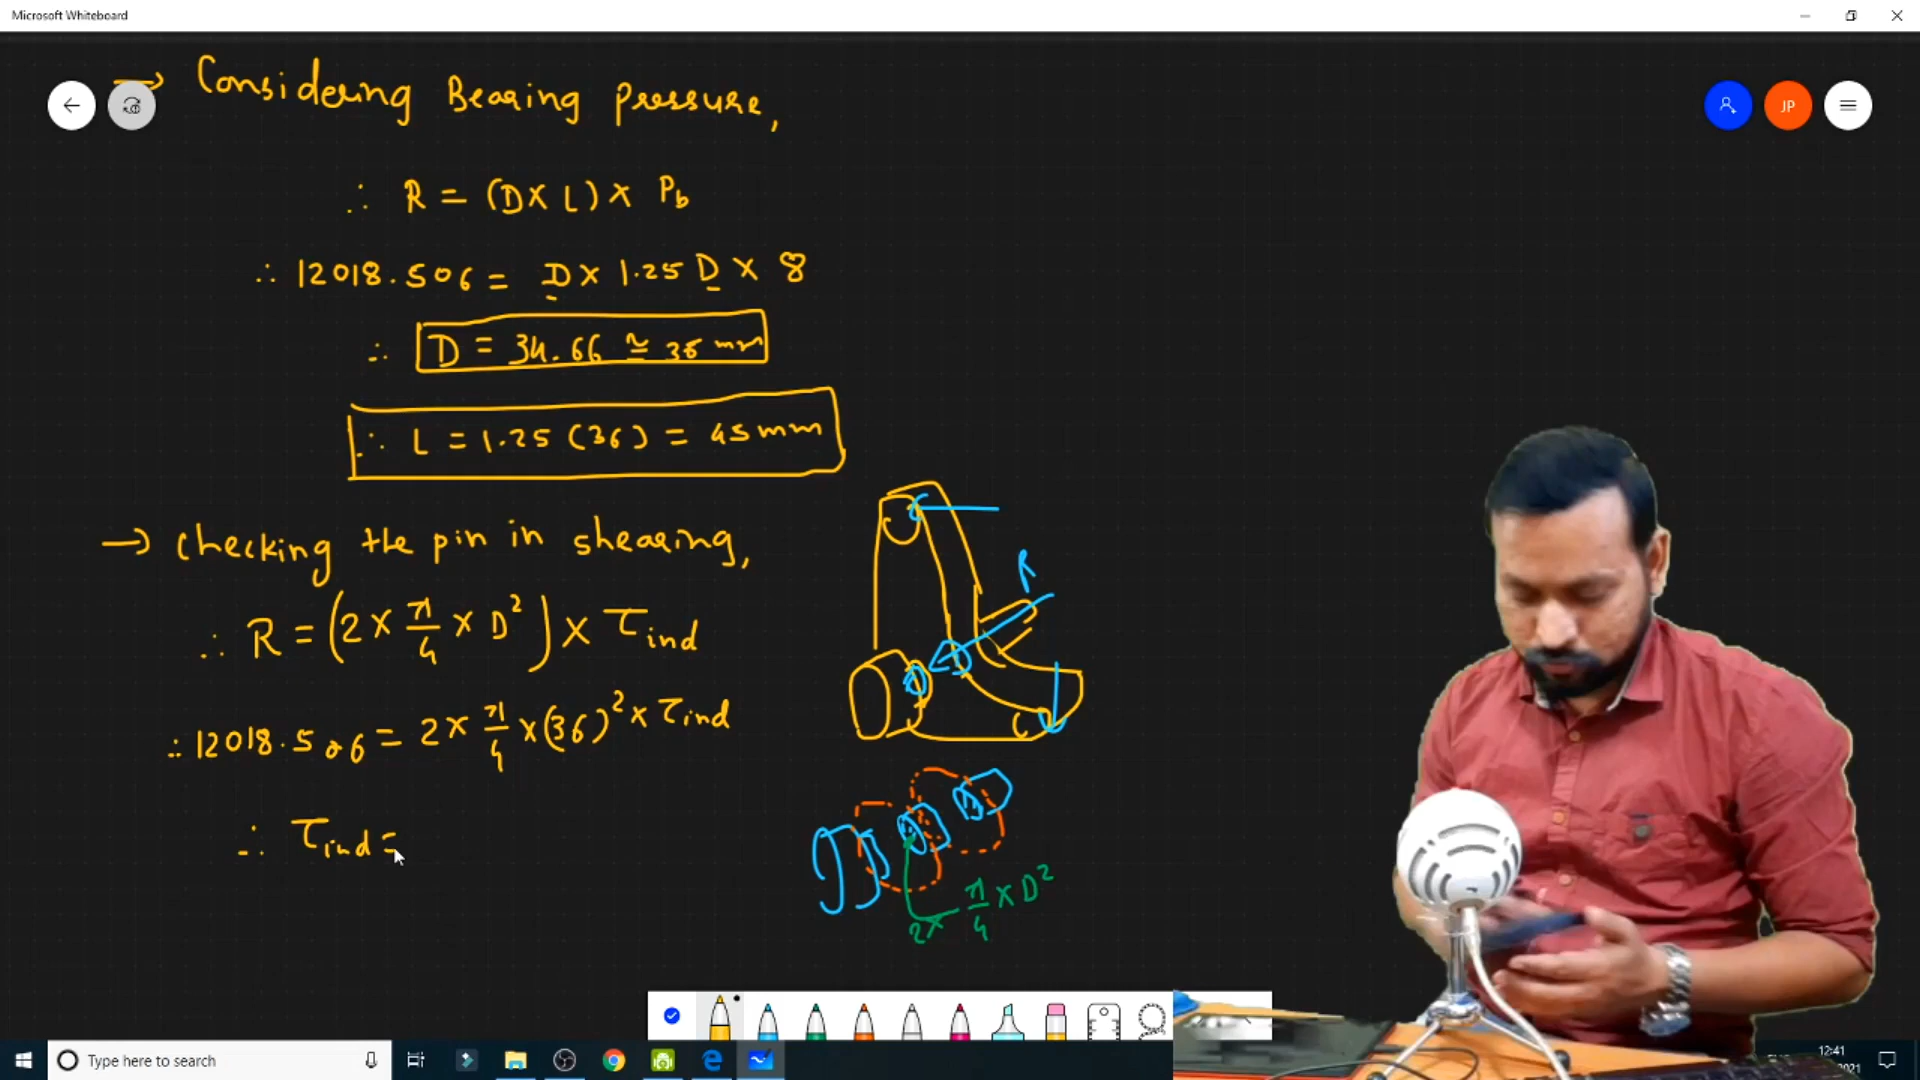 Microsoft Whiteboard
→ Considering Bearing Pressure,
JP
∴ R = (D × L) × Pb
∴ 12018.506 = D × 1.25 D × 8
∴ D = 34.66 ≅ 36 mm
∴ L = 1.25 (36) = 45 mm
→ Checking the pin in shearing,
∴ R = (2 × π/4 × D²) × τind
R
∴ 12018.506 = 2 × π/4 × (36)² × τind
∴ τind =
2× π/4 × D²
Type here to search
12:41
2021